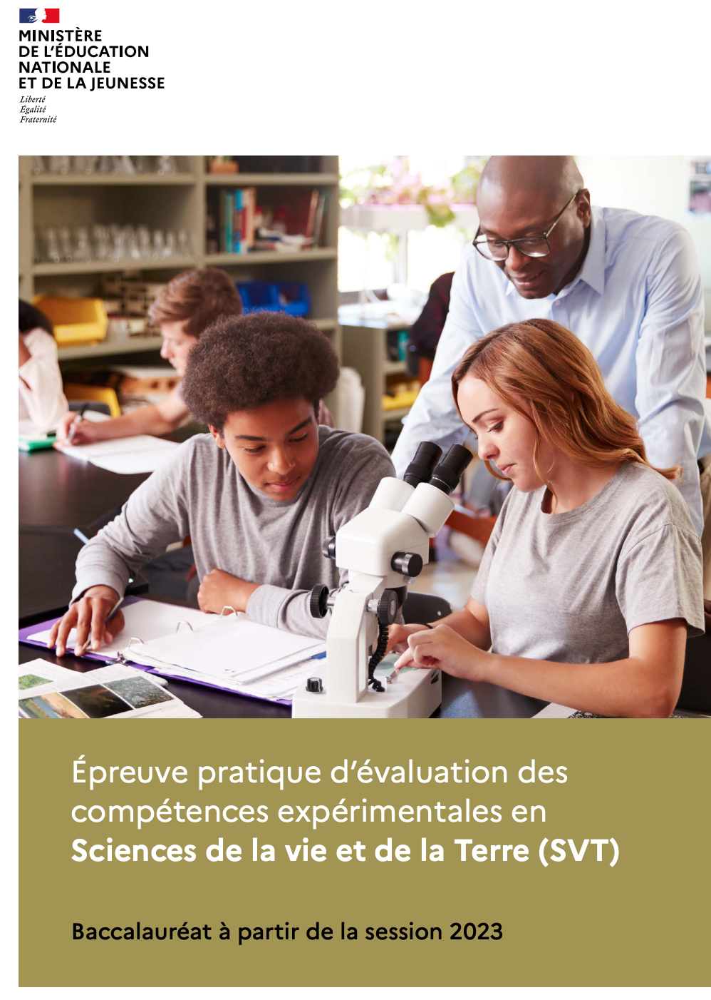 MINISTÈRE
DE L'ÉDUCATION
NATIONALE
ET DE LA JEUNESSE
Liberté
Égalité
Fraternité
Épreuve pratique d'évaluation des
compétences expérimentales en
Sciences de la vie et de la Terre (SVT)
Baccalauréat à partir de la session 2023